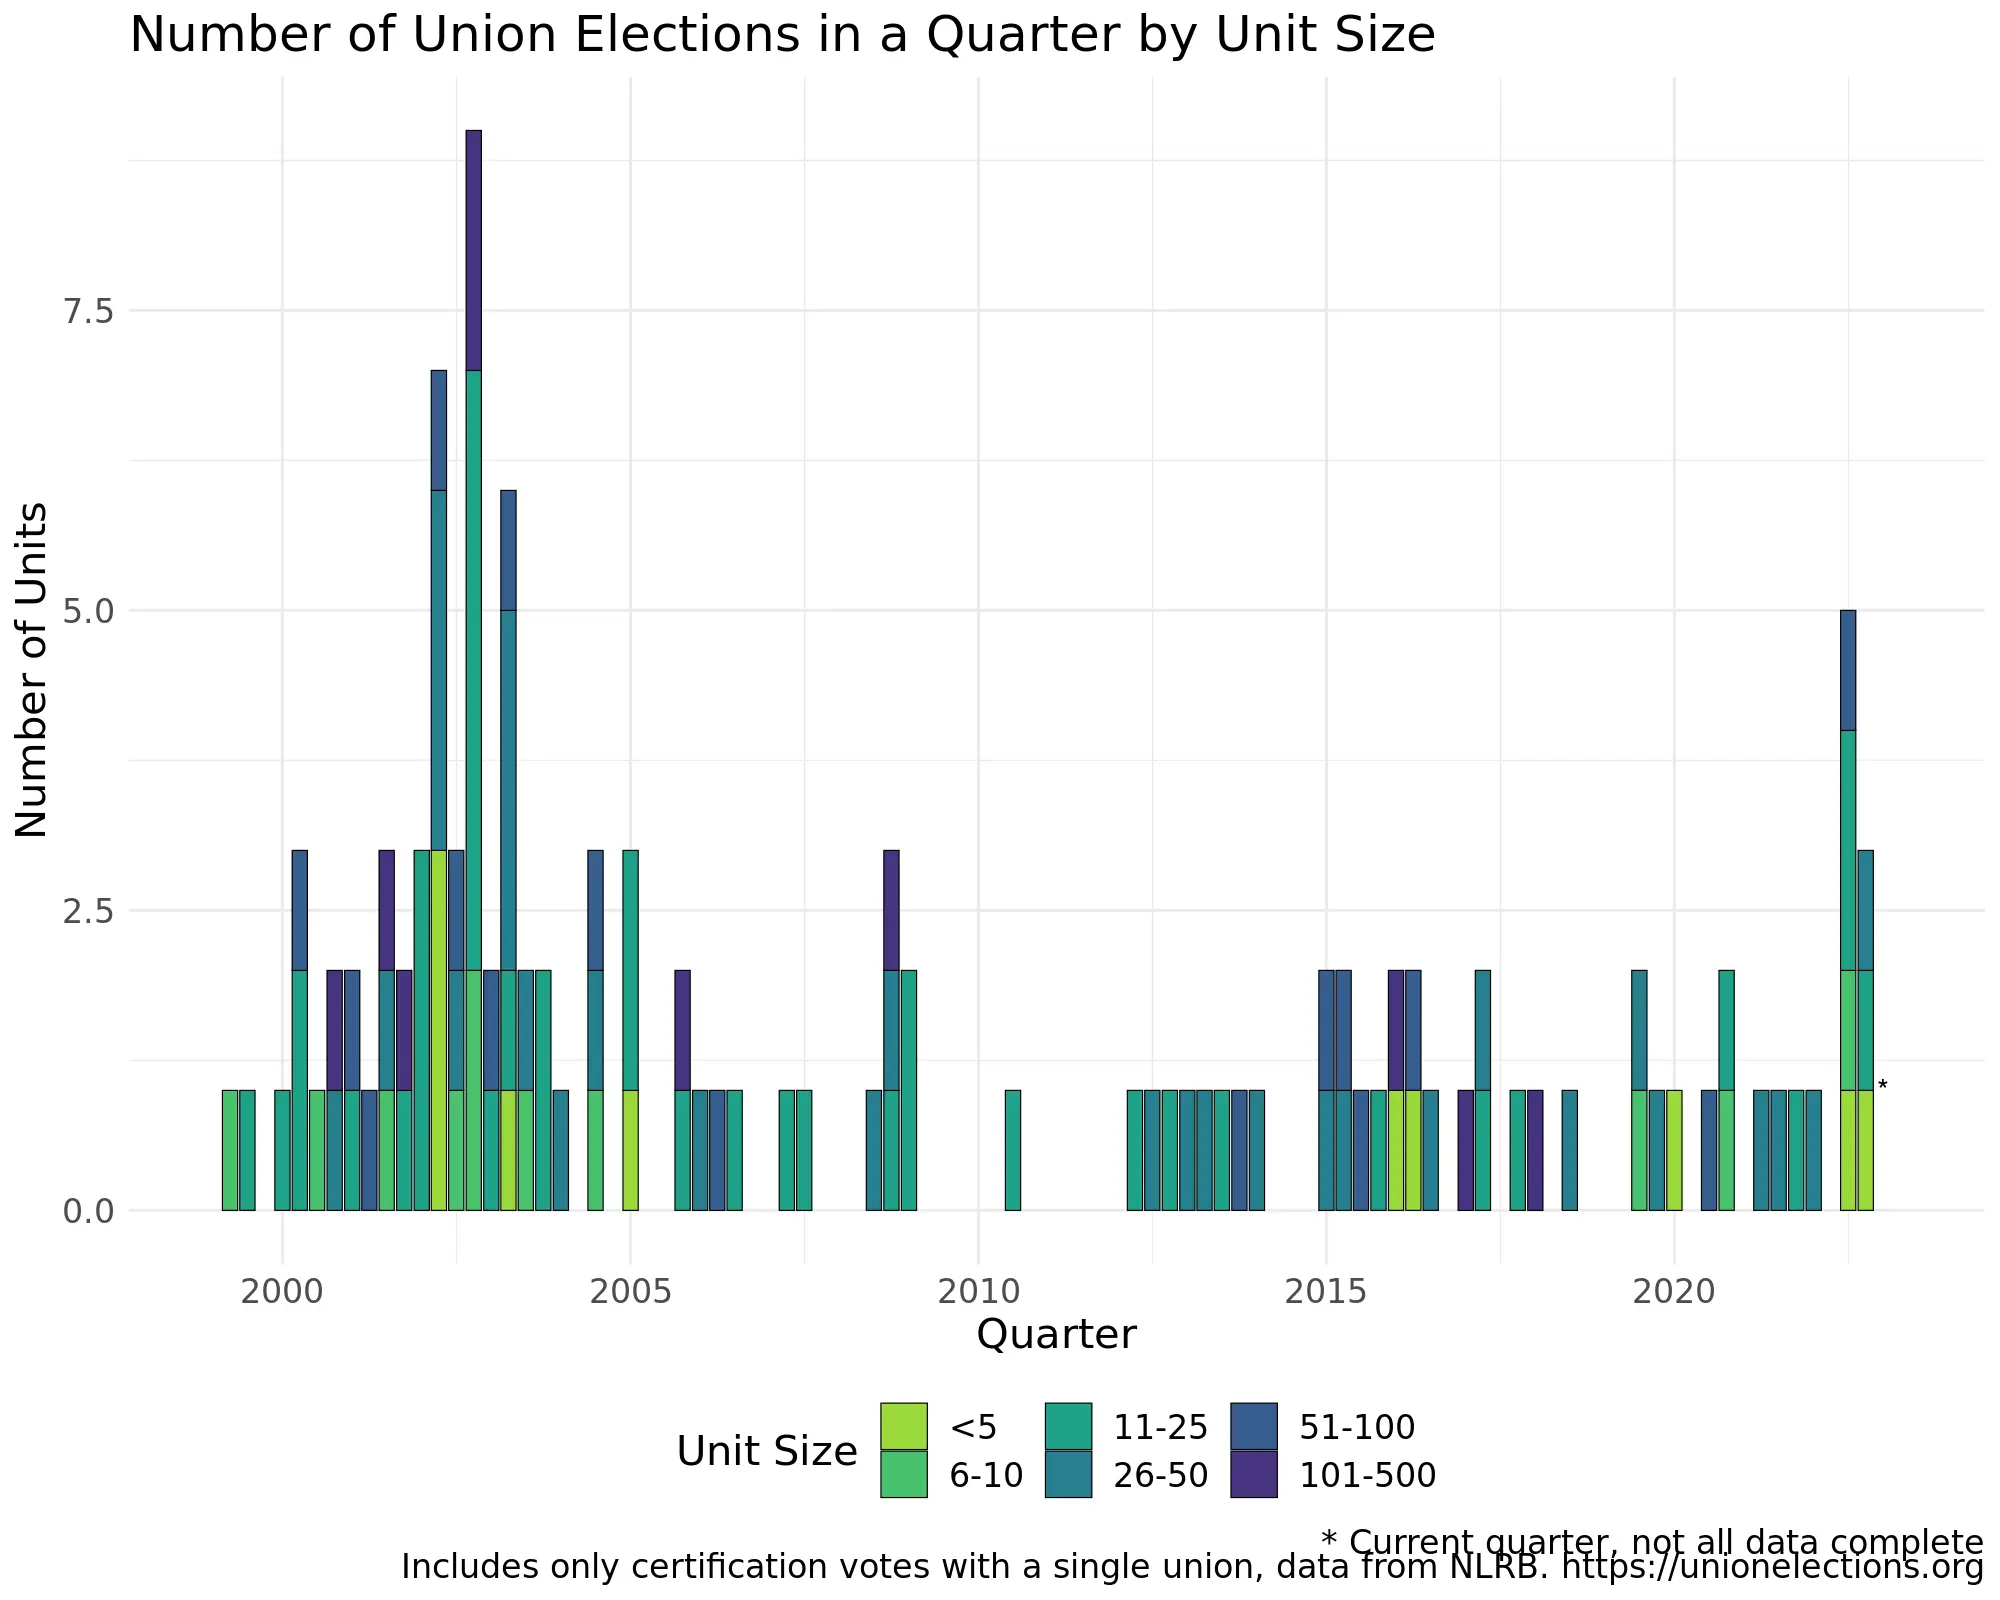 Number of Union Elections in a Quarter by Unit Size
Number of Units
7.5
5.0
2.5
0.0
*
2000 2005 2010 2015 2020
Quarter
Unit Size
<5 11-25 51-100
6-10 26-50 101-500
* Current quarter, not all data complete
Includes only certification votes with a single union, data from NLRB. https://unionelections.org